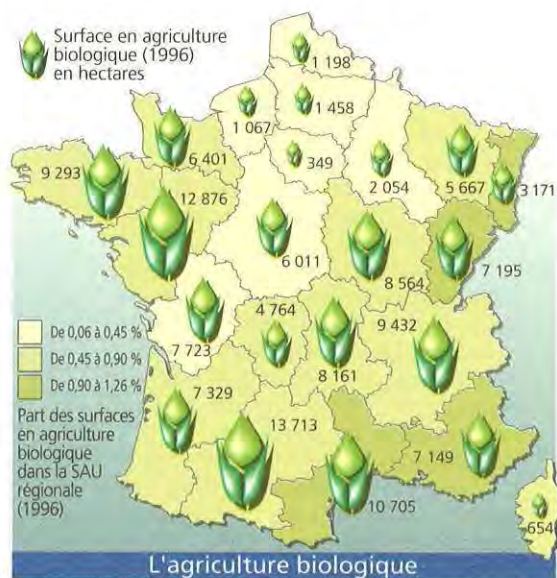 Surface en agriculture
biologique (1996)
en hectares
1 198
1 458
1 067
349
6 401
9 293
12 876
2 054
5 667
3 171
6 011
8 564
7 195
4 764
9 432
7 723
8 161
De 0,06 à 0,45 %
De 0,45 à 0,90 %
De 0,90 à 1,26 %
Part des surfaces
en agriculture
biologique
dans la SAU
régionale
(1996)
7 329
13 713
7 149
10 705
654
L'agriculture biologique